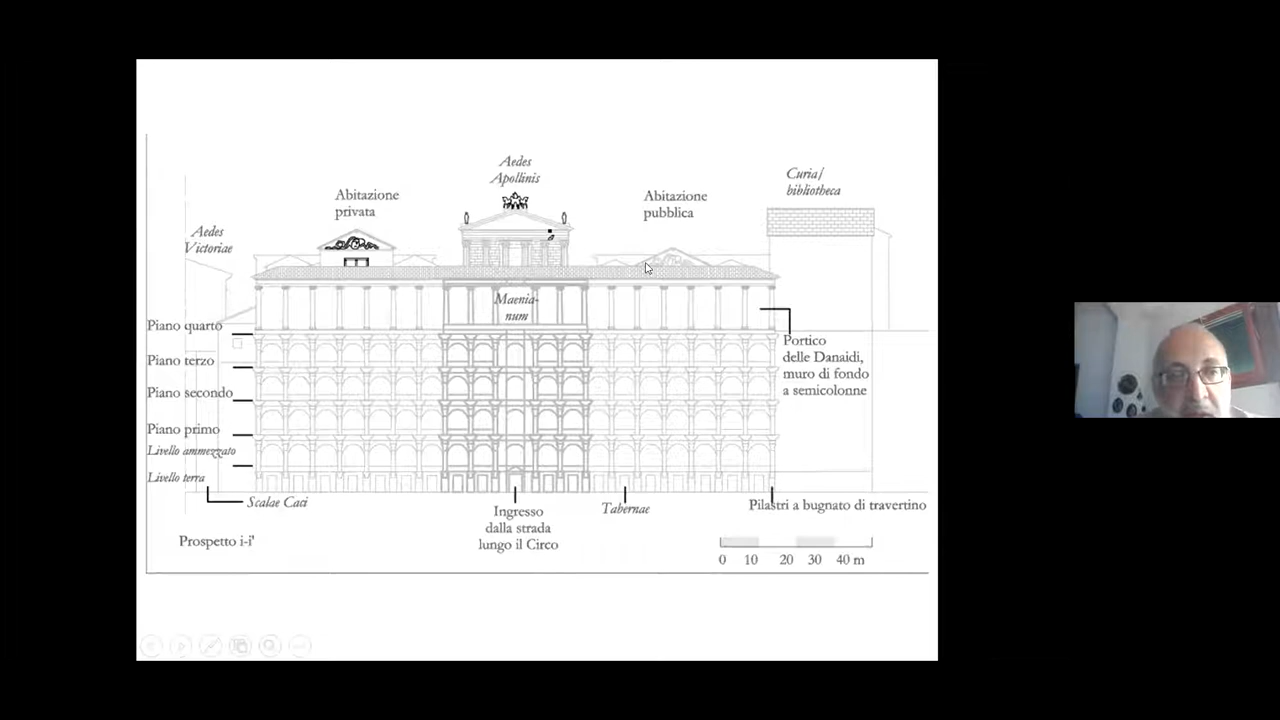 Aedes
Apollinis
Curia/
bibliotheca
Abitazione
privata
Abitazione
pubblica
Aedes
Victoriae
Maenia-
num
Piano quarto
Piano terzo
Piano secondo
Piano primo
Livello ammezzato
Livello terra
Portico
delle Danaidi,
muro di fondo
a semicolonne
Scalae Caci
Ingresso
dalla strada
lungo il Circo
Tabernae
Pilastri a bugnato di travertino
Prospetto i-i'
0 10 20 30 40 m